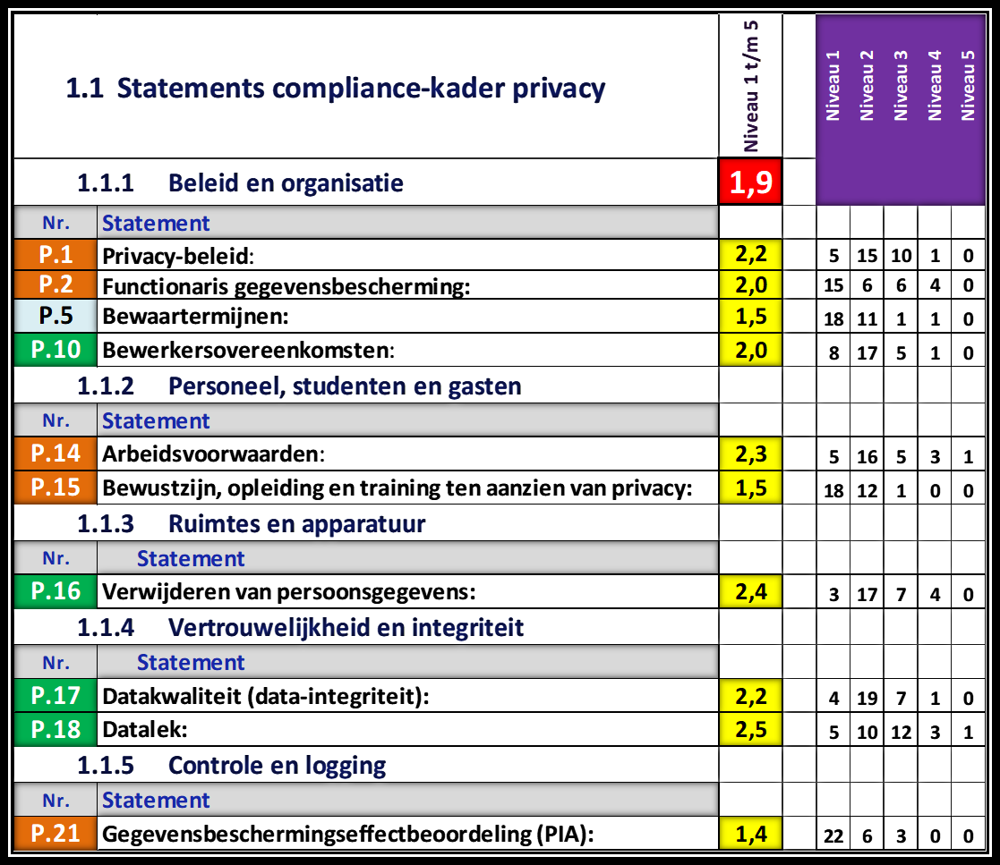 1.1 Statements compliance-kader privacy Niveau 1 t/m 5 Niveau 1 Niveau 2 Niveau 3 Niveau 4 Niveau 5
1.1.1 Beleid en organisatie 1,9
Nr. Statement
P.1 Privacy-beleid: 2,2 5 15 10 1 0
P.2 Functionaris gegevensbescherming: 2,0 15 6 6 4 0
P.5 Bewaartermijnen: 1,5 18 11 1 1 0
P.10 Bewerkersovereenkomsten: 2,0 8 17 5 1 0
1.1.2 Personeel, studenten en gasten
Nr. Statement
P.14 Arbeidsvoorwaarden: 2,3 5 16 5 3 1
P.15 Bewustzijn, opleiding en training ten aanzien van privacy: 1,5 18 12 1 0 0
1.1.3 Ruimtes en apparatuur
Nr. Statement
P.16 Verwijderen van persoonsgegevens: 2,4 3 17 7 4 0
1.1.4 Vertrouwelijkheid en integriteit
Nr. Statement
P.17 Datakwaliteit (data-integriteit): 2,2 4 19 7 1 0
P.18 Datalek: 2,5 5 10 12 3 1
1.1.5 Controle en logging
Nr. Statement
P.21 Gegevensbeschermingseffectbeoordeling (PIA): 1,4 22 6 3 0 0